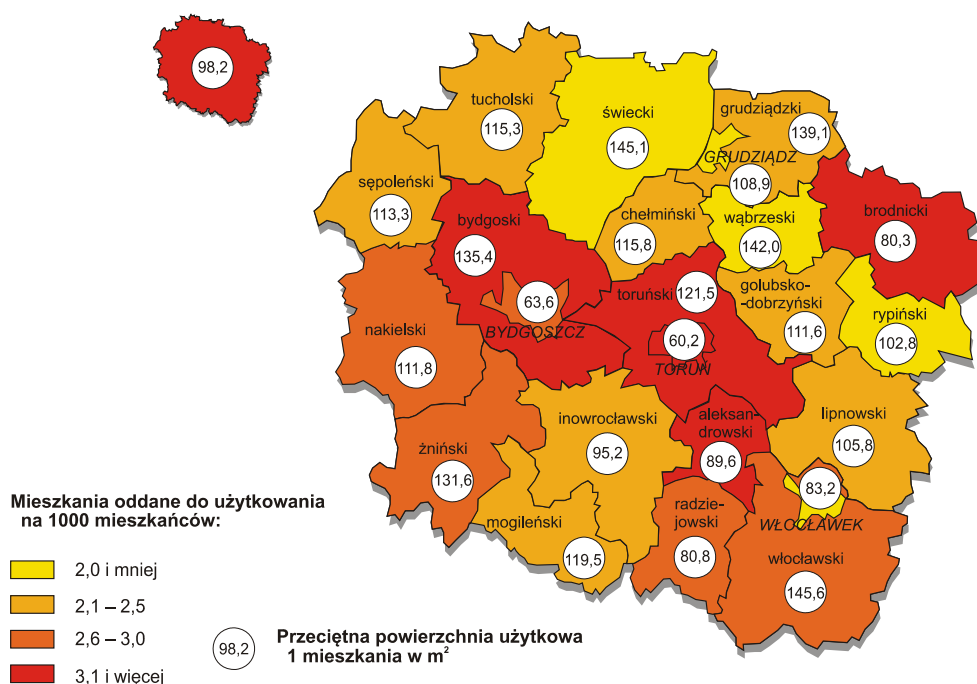 98,2
tucholski
115,3
świecki
145,1
grudziądzki
139,1
GRUDZIĄDZ
108,9
sępoleński
113,3
bydgoski
135,4
chełmiński
115,8
wąbrzeski
142,0
brodnicki
80,3
63,6
BYDGOSZCZ
toruński
121,5
60,2
TORUŃ
golubsko-
-dobrzyński
111,6
rypiński
102,8
nakielski
111,8
żniński
131,6
inowrocławski
95,2
aleksan-
drowski
89,6
lipnowski
105,8
83,2
WŁOCŁAWEK
mogileński
119,5
radzie-
jowski
80,8
włocławski
145,6
Mieszkania oddane do użytkowania
na 1000 mieszkańców:
2,0 i mniej
2,1 – 2,5
2,6 – 3,0
3,1 i więcej
98,2
Przeciętna powierzchnia użytkowa
1 mieszkania w m²